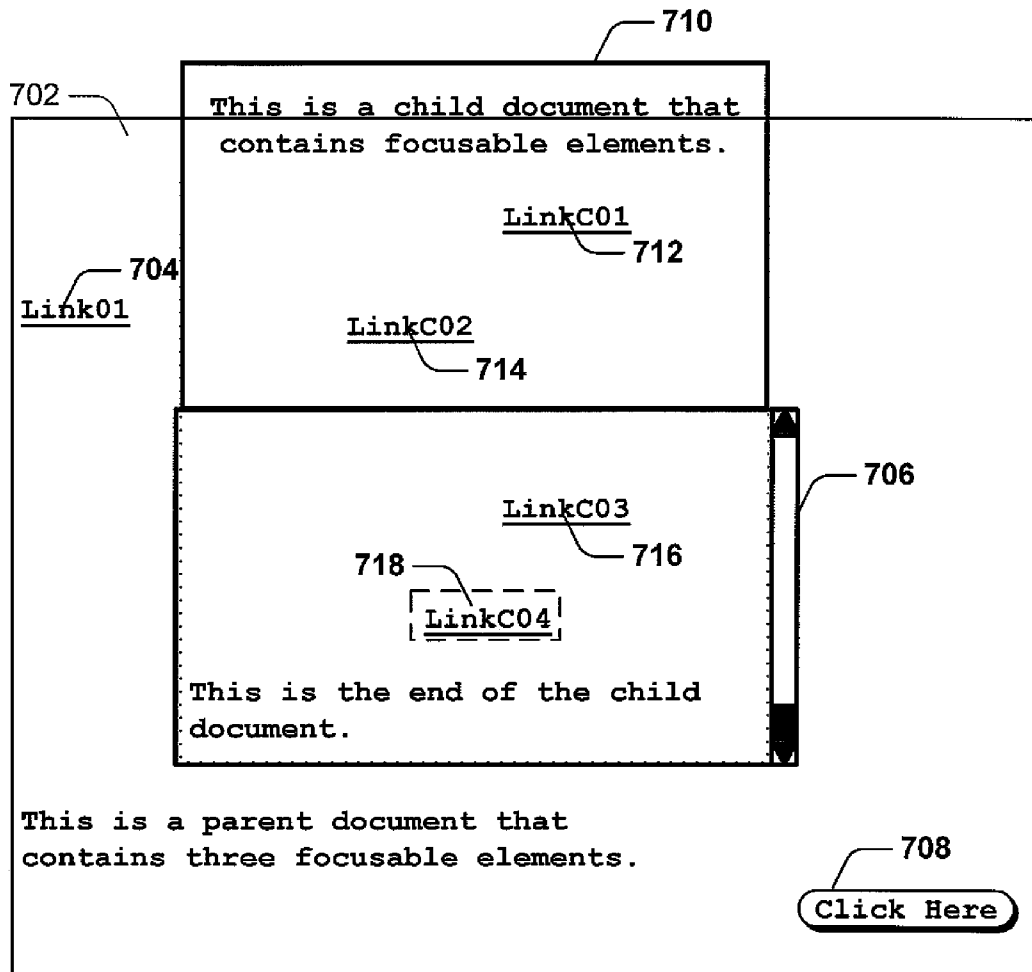 710
702
This is a child document that
contains focusable elements.
LinkC01
712
704
Link01
LinkC02
714
706
LinkC03
716
718
LinkC04
This is the end of the child
document.
This is a parent document that
contains three focusable elements.
708
Click Here